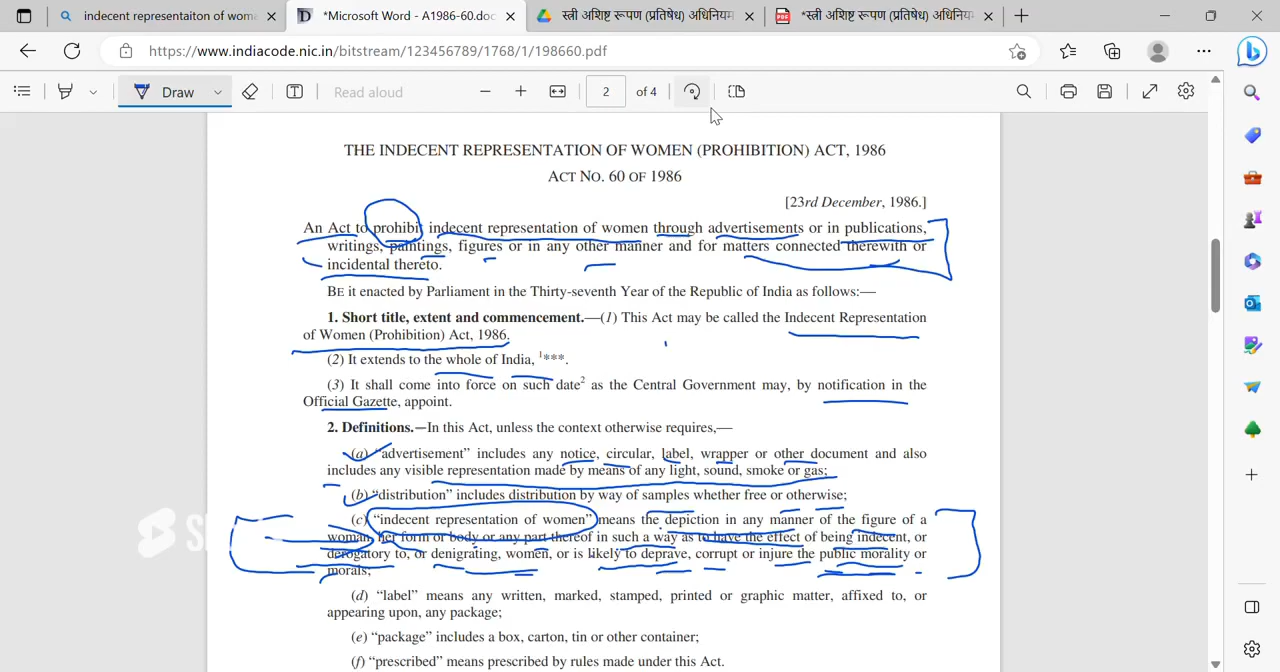 indecent representaiton of wom
*Microsoft Word - A1986-60.doc
स्त्री अशिष्ट रूपण (प्रतिषेध) अधिनियम
*स्त्री अशिष्ट रूपण (प्रतिषेध) अधिनियम
https://www.indiacode.nic.in/bitstream/123456789/1768/1/198660.pdf
Draw
Read aloud
2 of 4
THE INDECENT REPRESENTATION OF WOMEN (PROHIBITION) ACT, 1986
ACT NO. 60 OF 1986
[23rd December, 1986.]
An Act to prohibit indecent representation of women through advertisements or in publications,
writings, paintings, figures or in any other manner and for matters connected therewith or
incidental thereto.
BE it enacted by Parliament in the Thirty-seventh Year of the Republic of India as follows:—
1. Short title, extent and commencement.—(1) This Act may be called the Indecent Representation
of Women (Prohibition) Act, 1986.
(2) It extends to the whole of India, 1***.
(3) It shall come into force on such date2 as the Central Government may, by notification in the
Official Gazette, appoint.
2. Definitions.—In this Act, unless the context otherwise requires,—
(a) “advertisement” includes any notice, circular, label, wrapper or other document and also
includes any visible representation made by means of any light, sound, smoke or gas;
(b) “distribution” includes distribution by way of samples whether free or otherwise;
(c) “indecent representation of women” means the depiction in any manner of the figure of a
woman, her form or body or any part thereof in such a way as to have the effect of being indecent, or
derogatory to, or denigrating, women, or is likely to deprave, corrupt or injure the public morality or
morals;
(d) “label” means any written, marked, stamped, printed or graphic matter, affixed to, or
appearing upon, any package;
(e) “package” includes a box, carton, tin or other container;
(f) “prescribed” means prescribed by rules made under this Act.